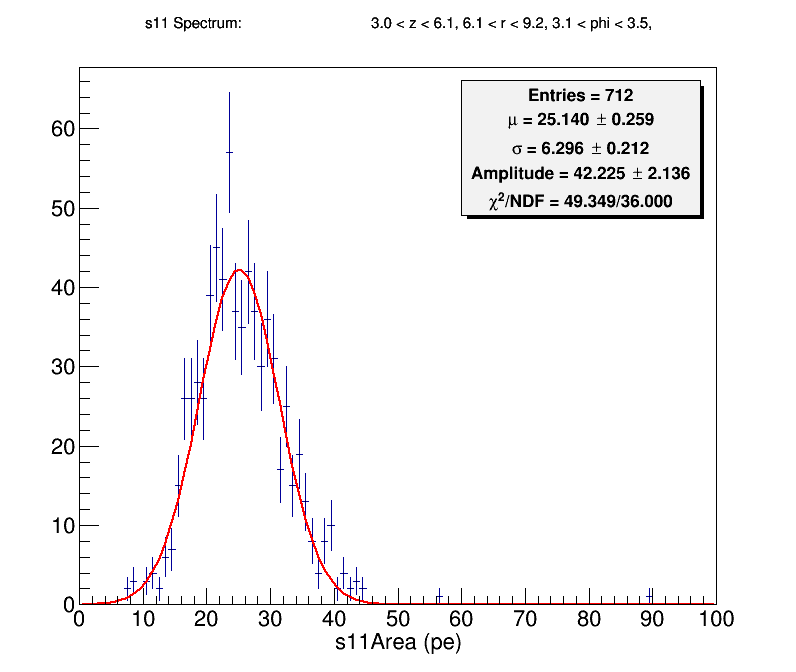 s11 Spectrum: 3.0 < z < 6.1, 6.1 < r < 9.2, 3.1 < phi < 3.5,
Entries = 712
μ = 25.140 ± 0.259
σ = 6.296 ± 0.212
Amplitude = 42.225 ± 2.136
χ²/NDF = 49.349/36.000
60
50
40
30
20
10
0
0 10 20 30 40 50 60 70 80 90 100
s11Area (pe)